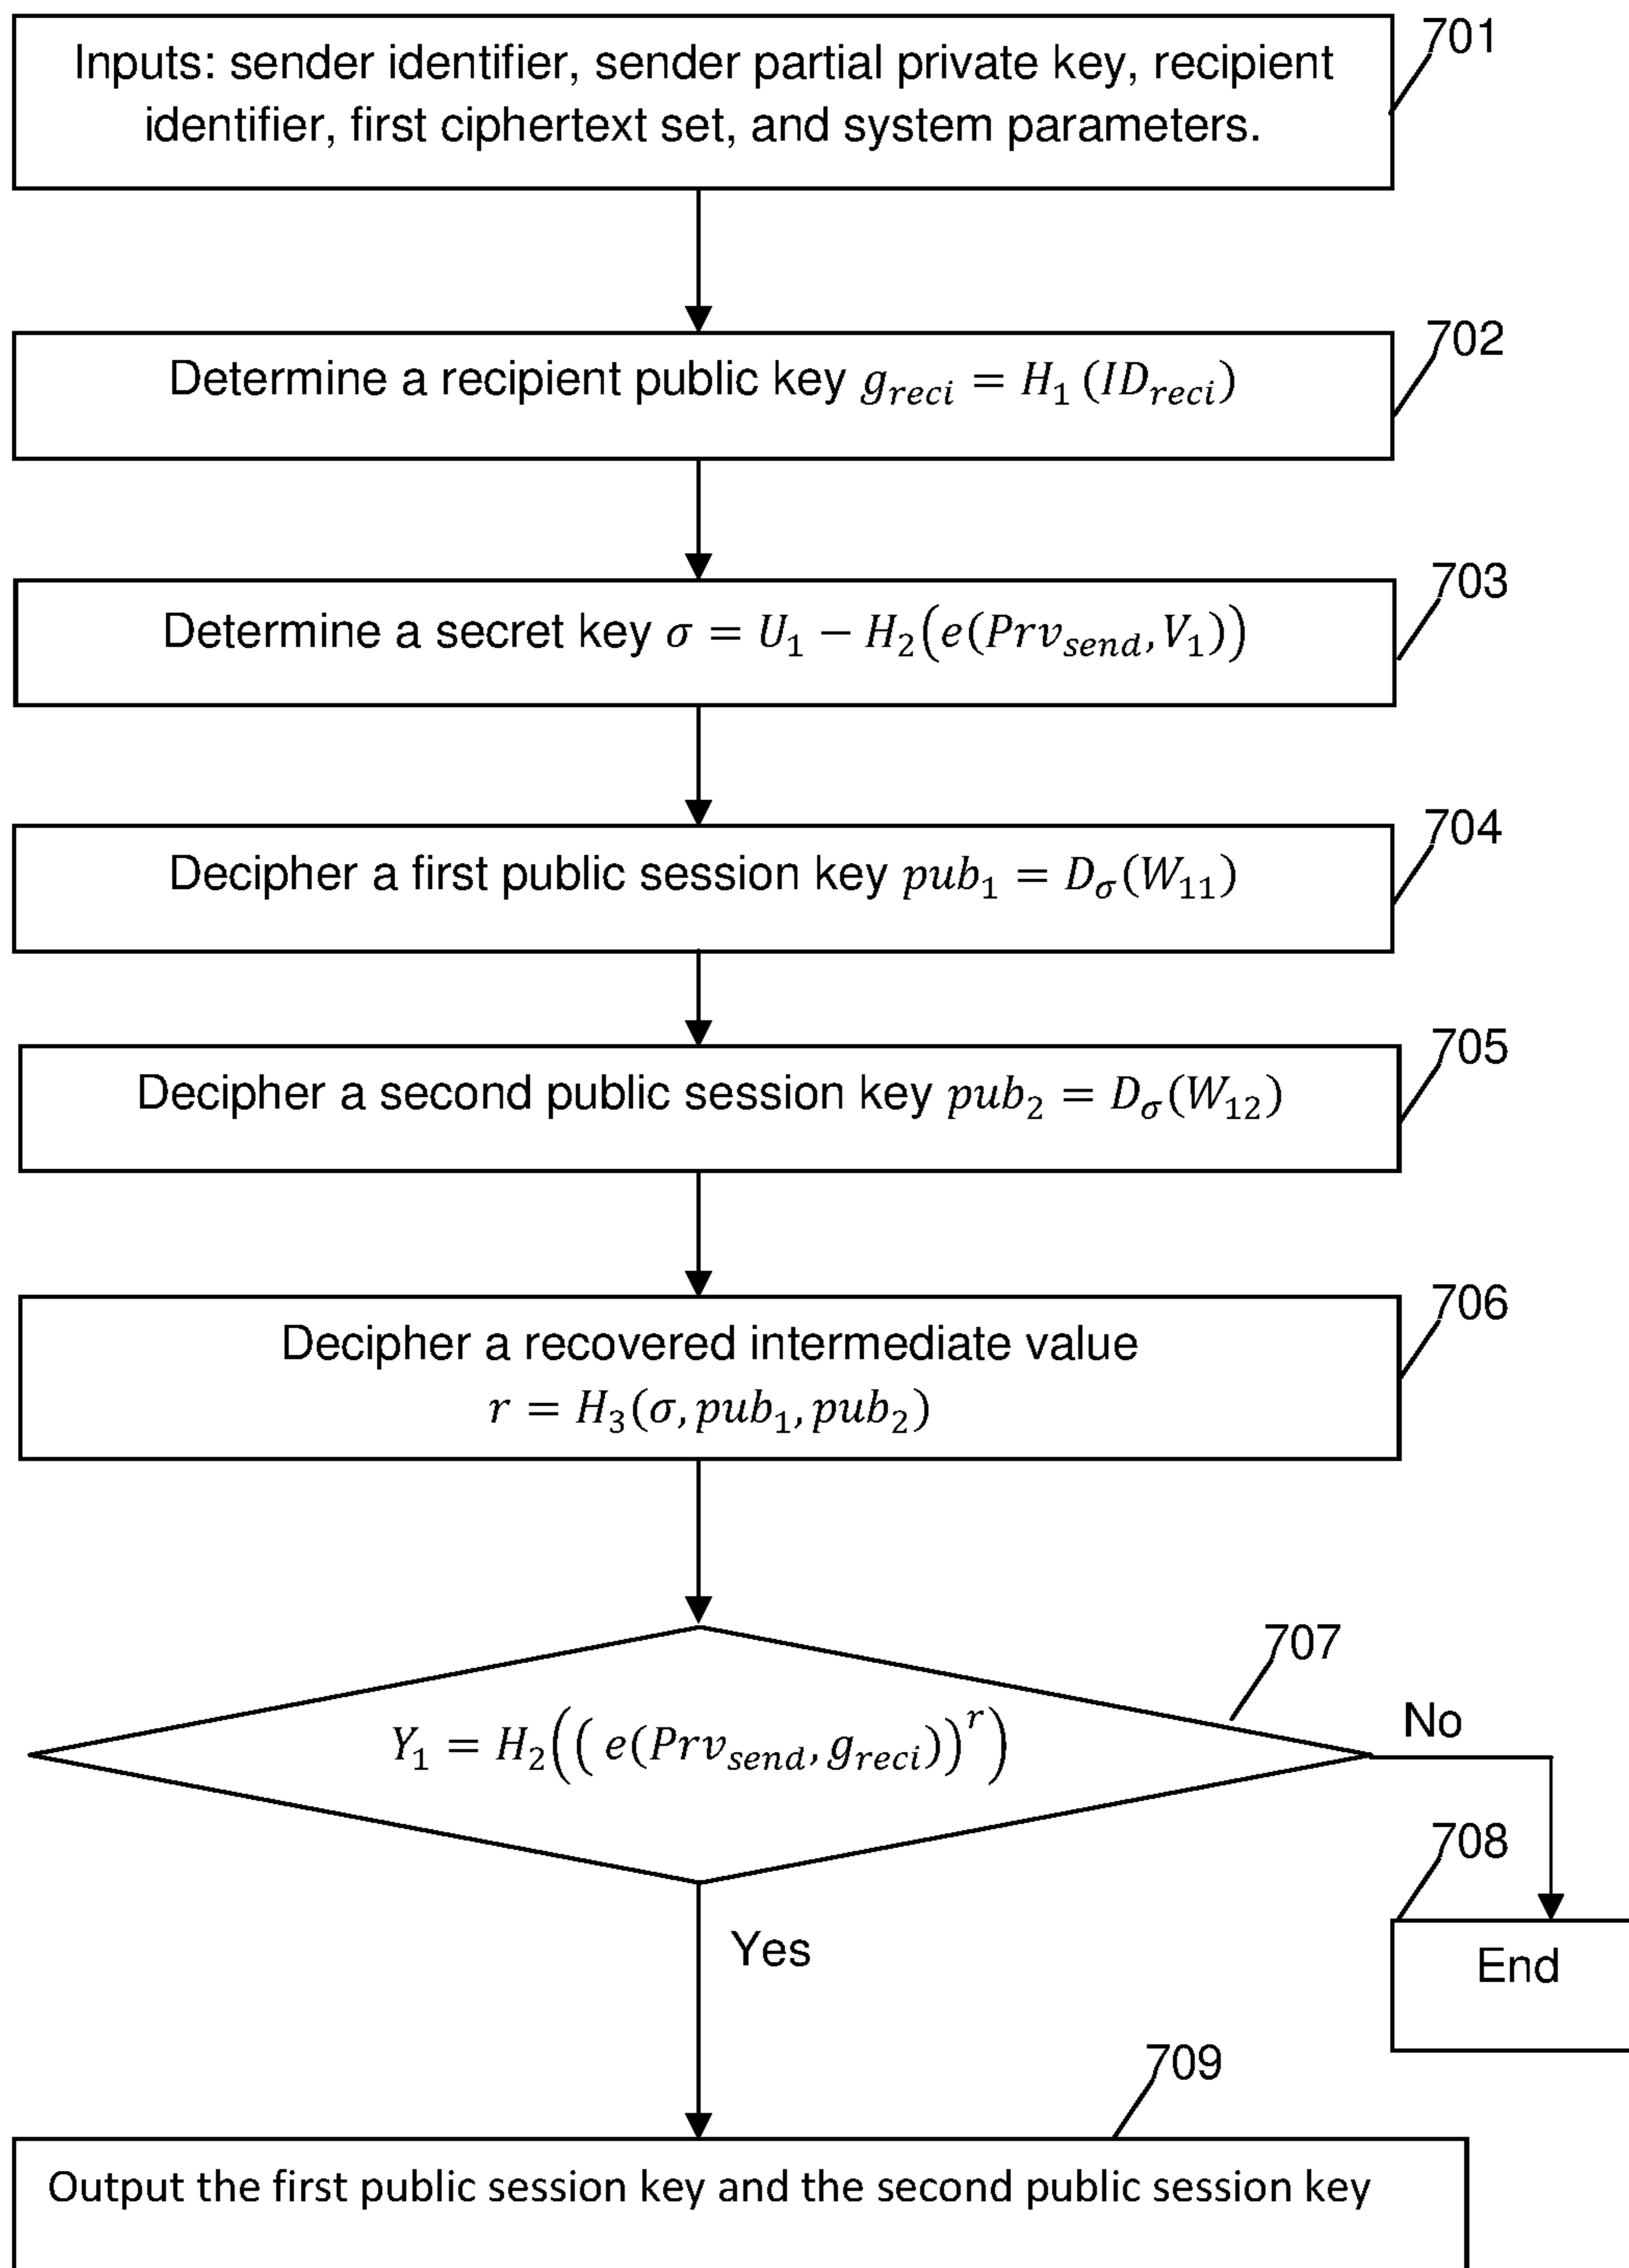 701
Inputs: sender identifier, sender partial private key, recipient
identifier, first ciphertext set, and system parameters.
702
Determine a recipient public key g_reci = H_1 (ID_reci)
703
Determine a secret key σ = U_1 − H_2(e(Prv_send, V_1))
704
Decipher a first public session key pub_1 = D_σ(W_11)
705
Decipher a second public session key pub_2 = D_σ(W_12)
706
Decipher a recovered intermediate value
r = H_3(σ, pub_1, pub_2)
707
Y_1 = H_2(( e(Prv_send, g_reci))^r)
No
708
End
Yes
709
Output the first public session key and the second public session key